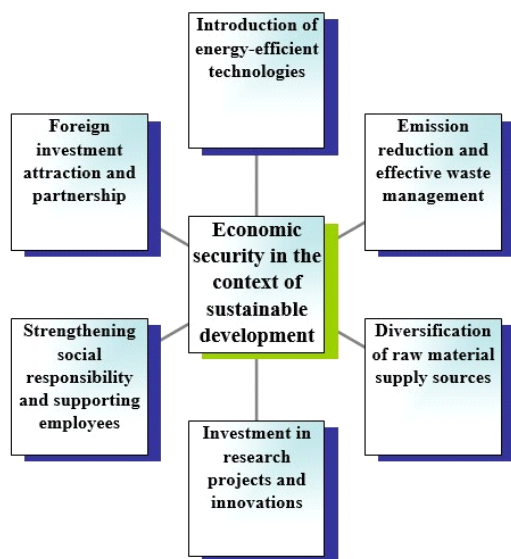 Introduction of
energy-efficient
technologies
Foreign
investment
attraction and
partnership
Emission
reduction and
effective waste
management
Economic
security in the
context of
sustainable
development
Strengthening
social
responsibility
and supporting
employees
Diversification
of raw material
supply sources
Investment in
research
projects and
innovations